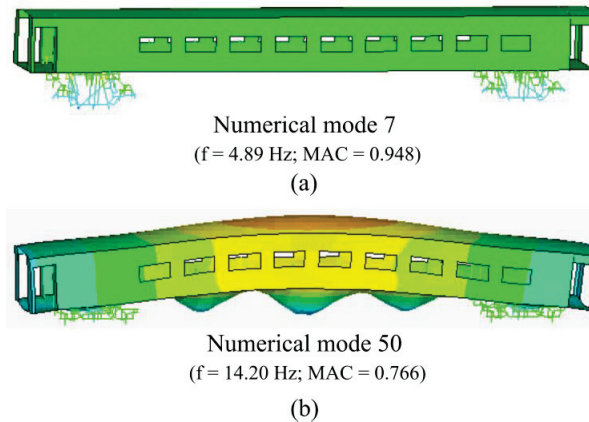 Numerical mode 7
(f = 4.89 Hz; MAC = 0.948)
(a)
Numerical mode 50
(f = 14.20 Hz; MAC = 0.766)
(b)